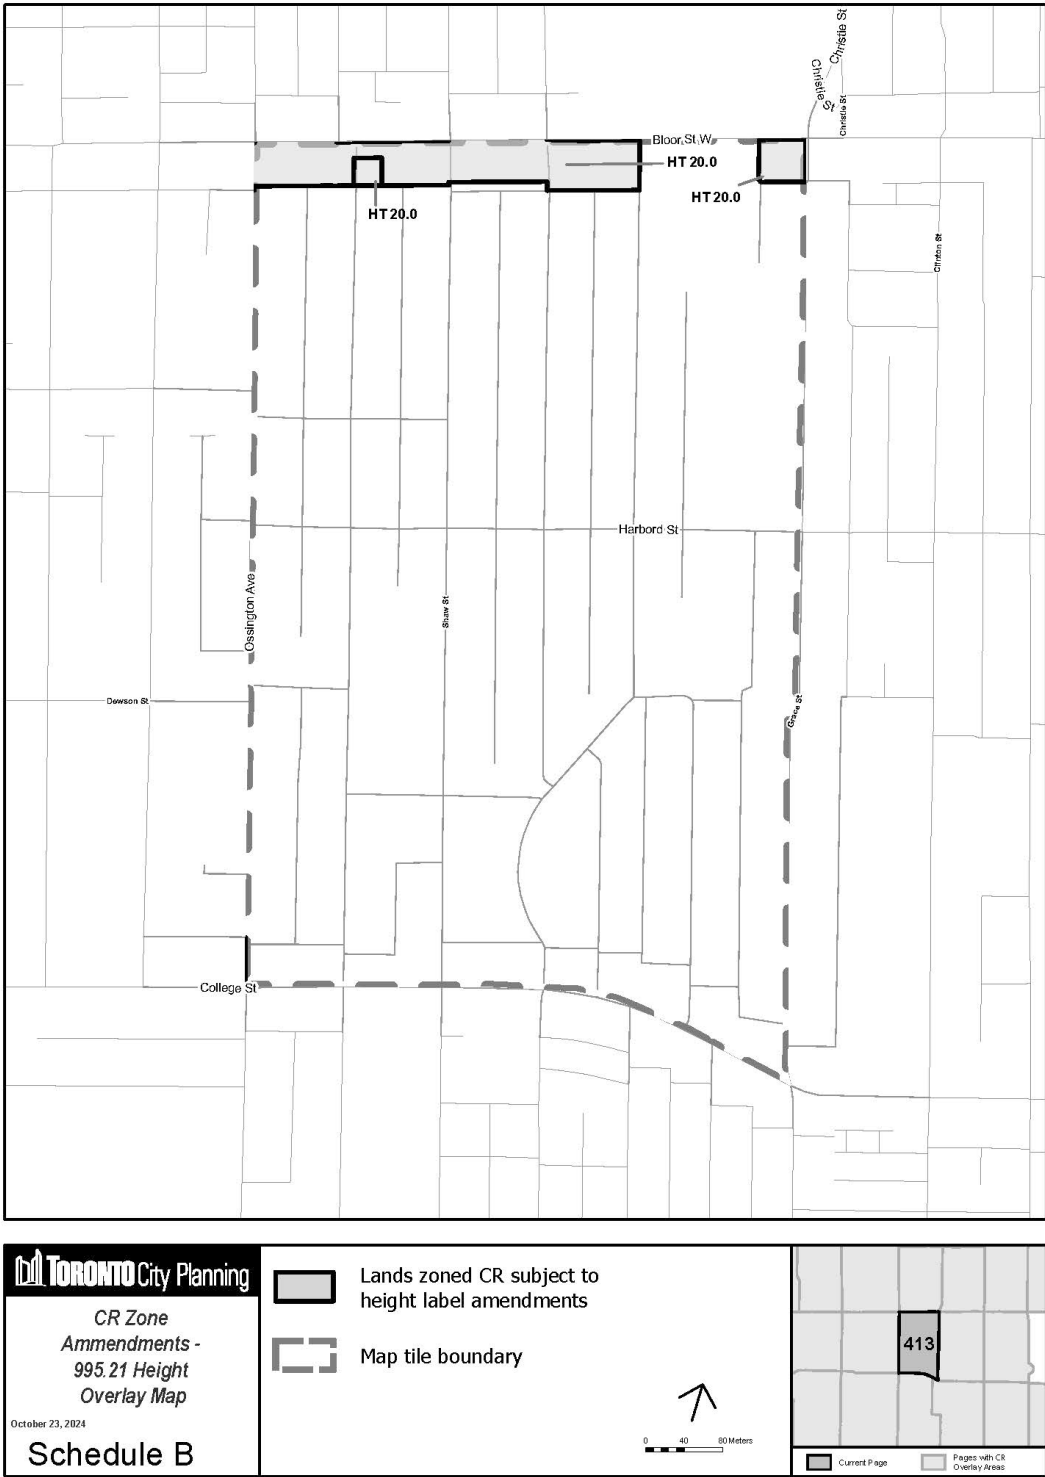 Christie St
Christie St
Christie St
Bloor St W
HT 20.0
HT 20.0
HT 20.0
Clinton St
Harbord St
Ossington Ave
Shaw St
Dewson St
Grace St
College St
TORONTO City Planning
CR Zone
Ammendments -
995.21 Height
Overlay Map
October 23, 2024
Schedule B
Lands zoned CR subject to
height label amendments
Map tile boundary
0 40 80 Meters
413
Current Page
Pages with CR
Overlay Areas